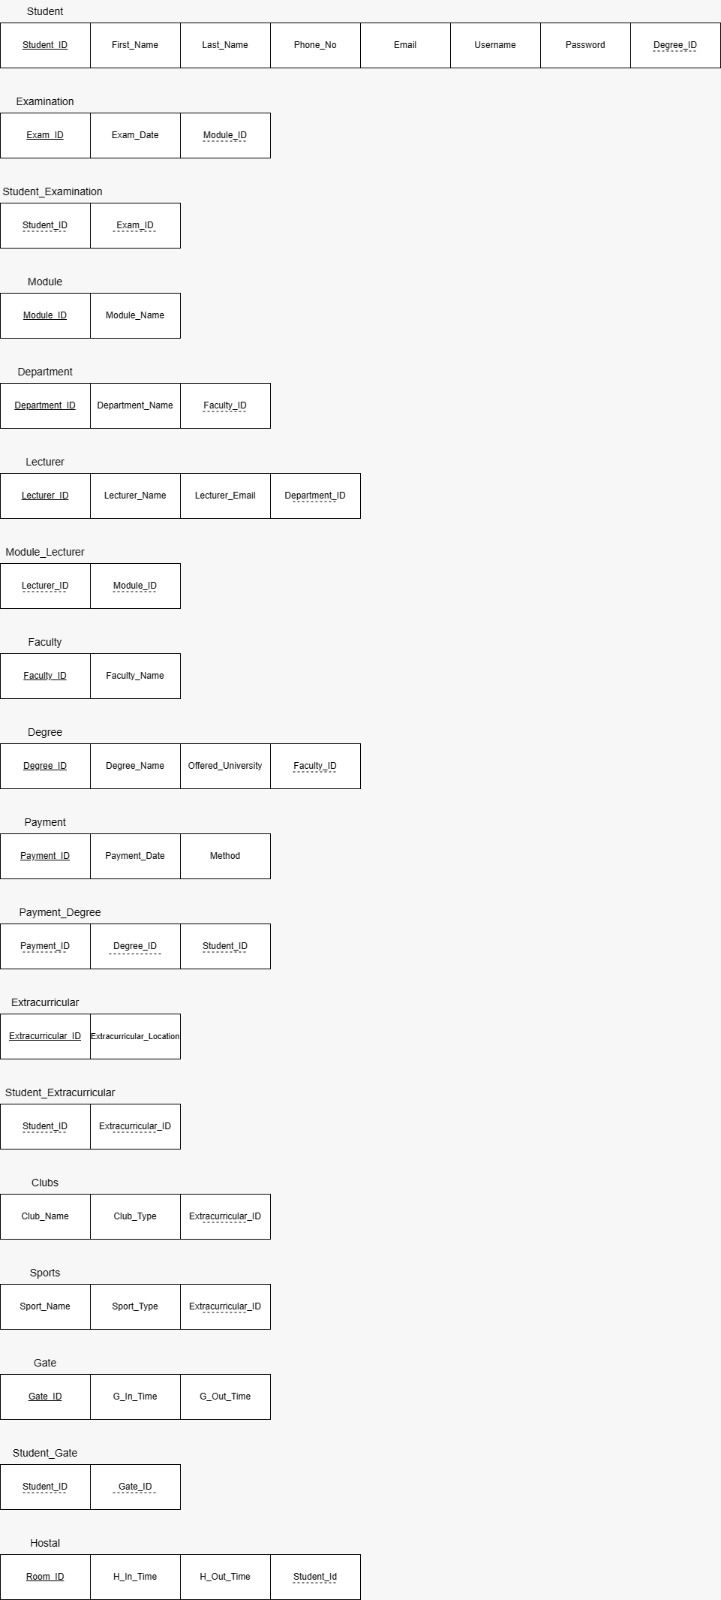 Student
Student_ID First_Name Last_Name Phone_No Email Username Password Degree_ID
Examination
Exam_ID Exam_Date Module_ID
Student_Examination
Student_ID Exam_ID
Module
Module_ID Module_Name
Department
Department_ID Department_Name Faculty_ID
Lecturer
Lecturer_ID Lecturer_Name Lecturer_Email Department_ID
Module_Lecturer
Lecturer_ID Module_ID
Faculty
Faculty_ID Faculty_Name
Degree
Degree_ID Degree_Name Offered_University Faculty_ID
Payment
Payment_ID Payment_Date Method
Payment_Degree
Payment_ID Degree_ID Student_ID
Extracurricular
Extracurricular_ID Extracurricular_Location
Student_Extracurricular
Student_ID Extracurricular_ID
Clubs
Club_Name Club_Type Extracurricular_ID
Sports
Sport_Name Sport_Type Extracurricular_ID
Gate
Gate_ID G_In_Time G_Out_Time
Student_Gate
Student_ID Gate_ID
Hostal
Room_ID H_In_Time H_Out_Time Student_Id